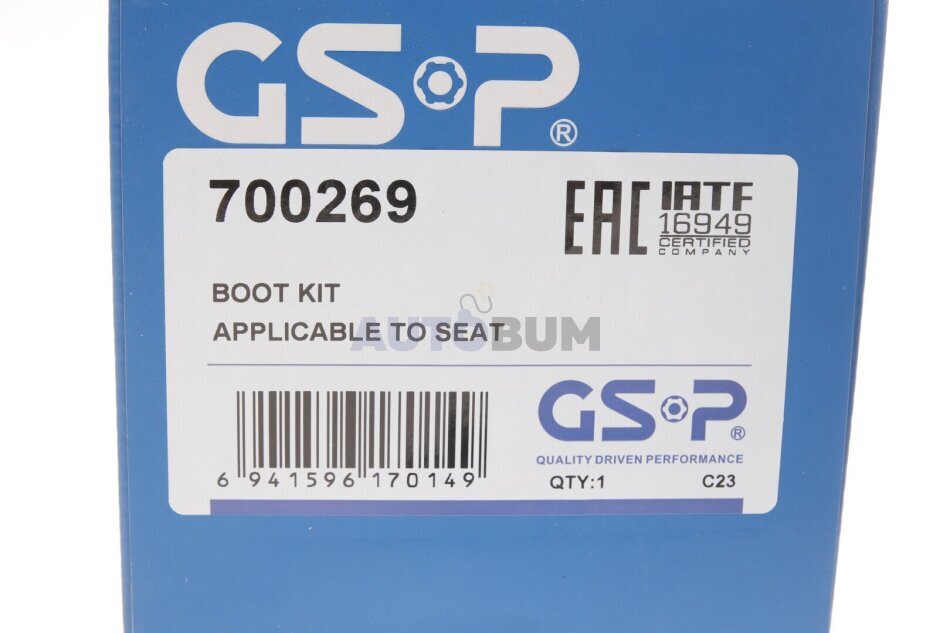 GSP®
700269
EAC
IATF
16949
CERTIFIED
COMPANY
BOOT KIT
APPLICABLE TO SEAT
AUTOBUM
GSP®
QUALITY DRIVEN PERFORMANCE
6 941596 170149
QTY:1 C23